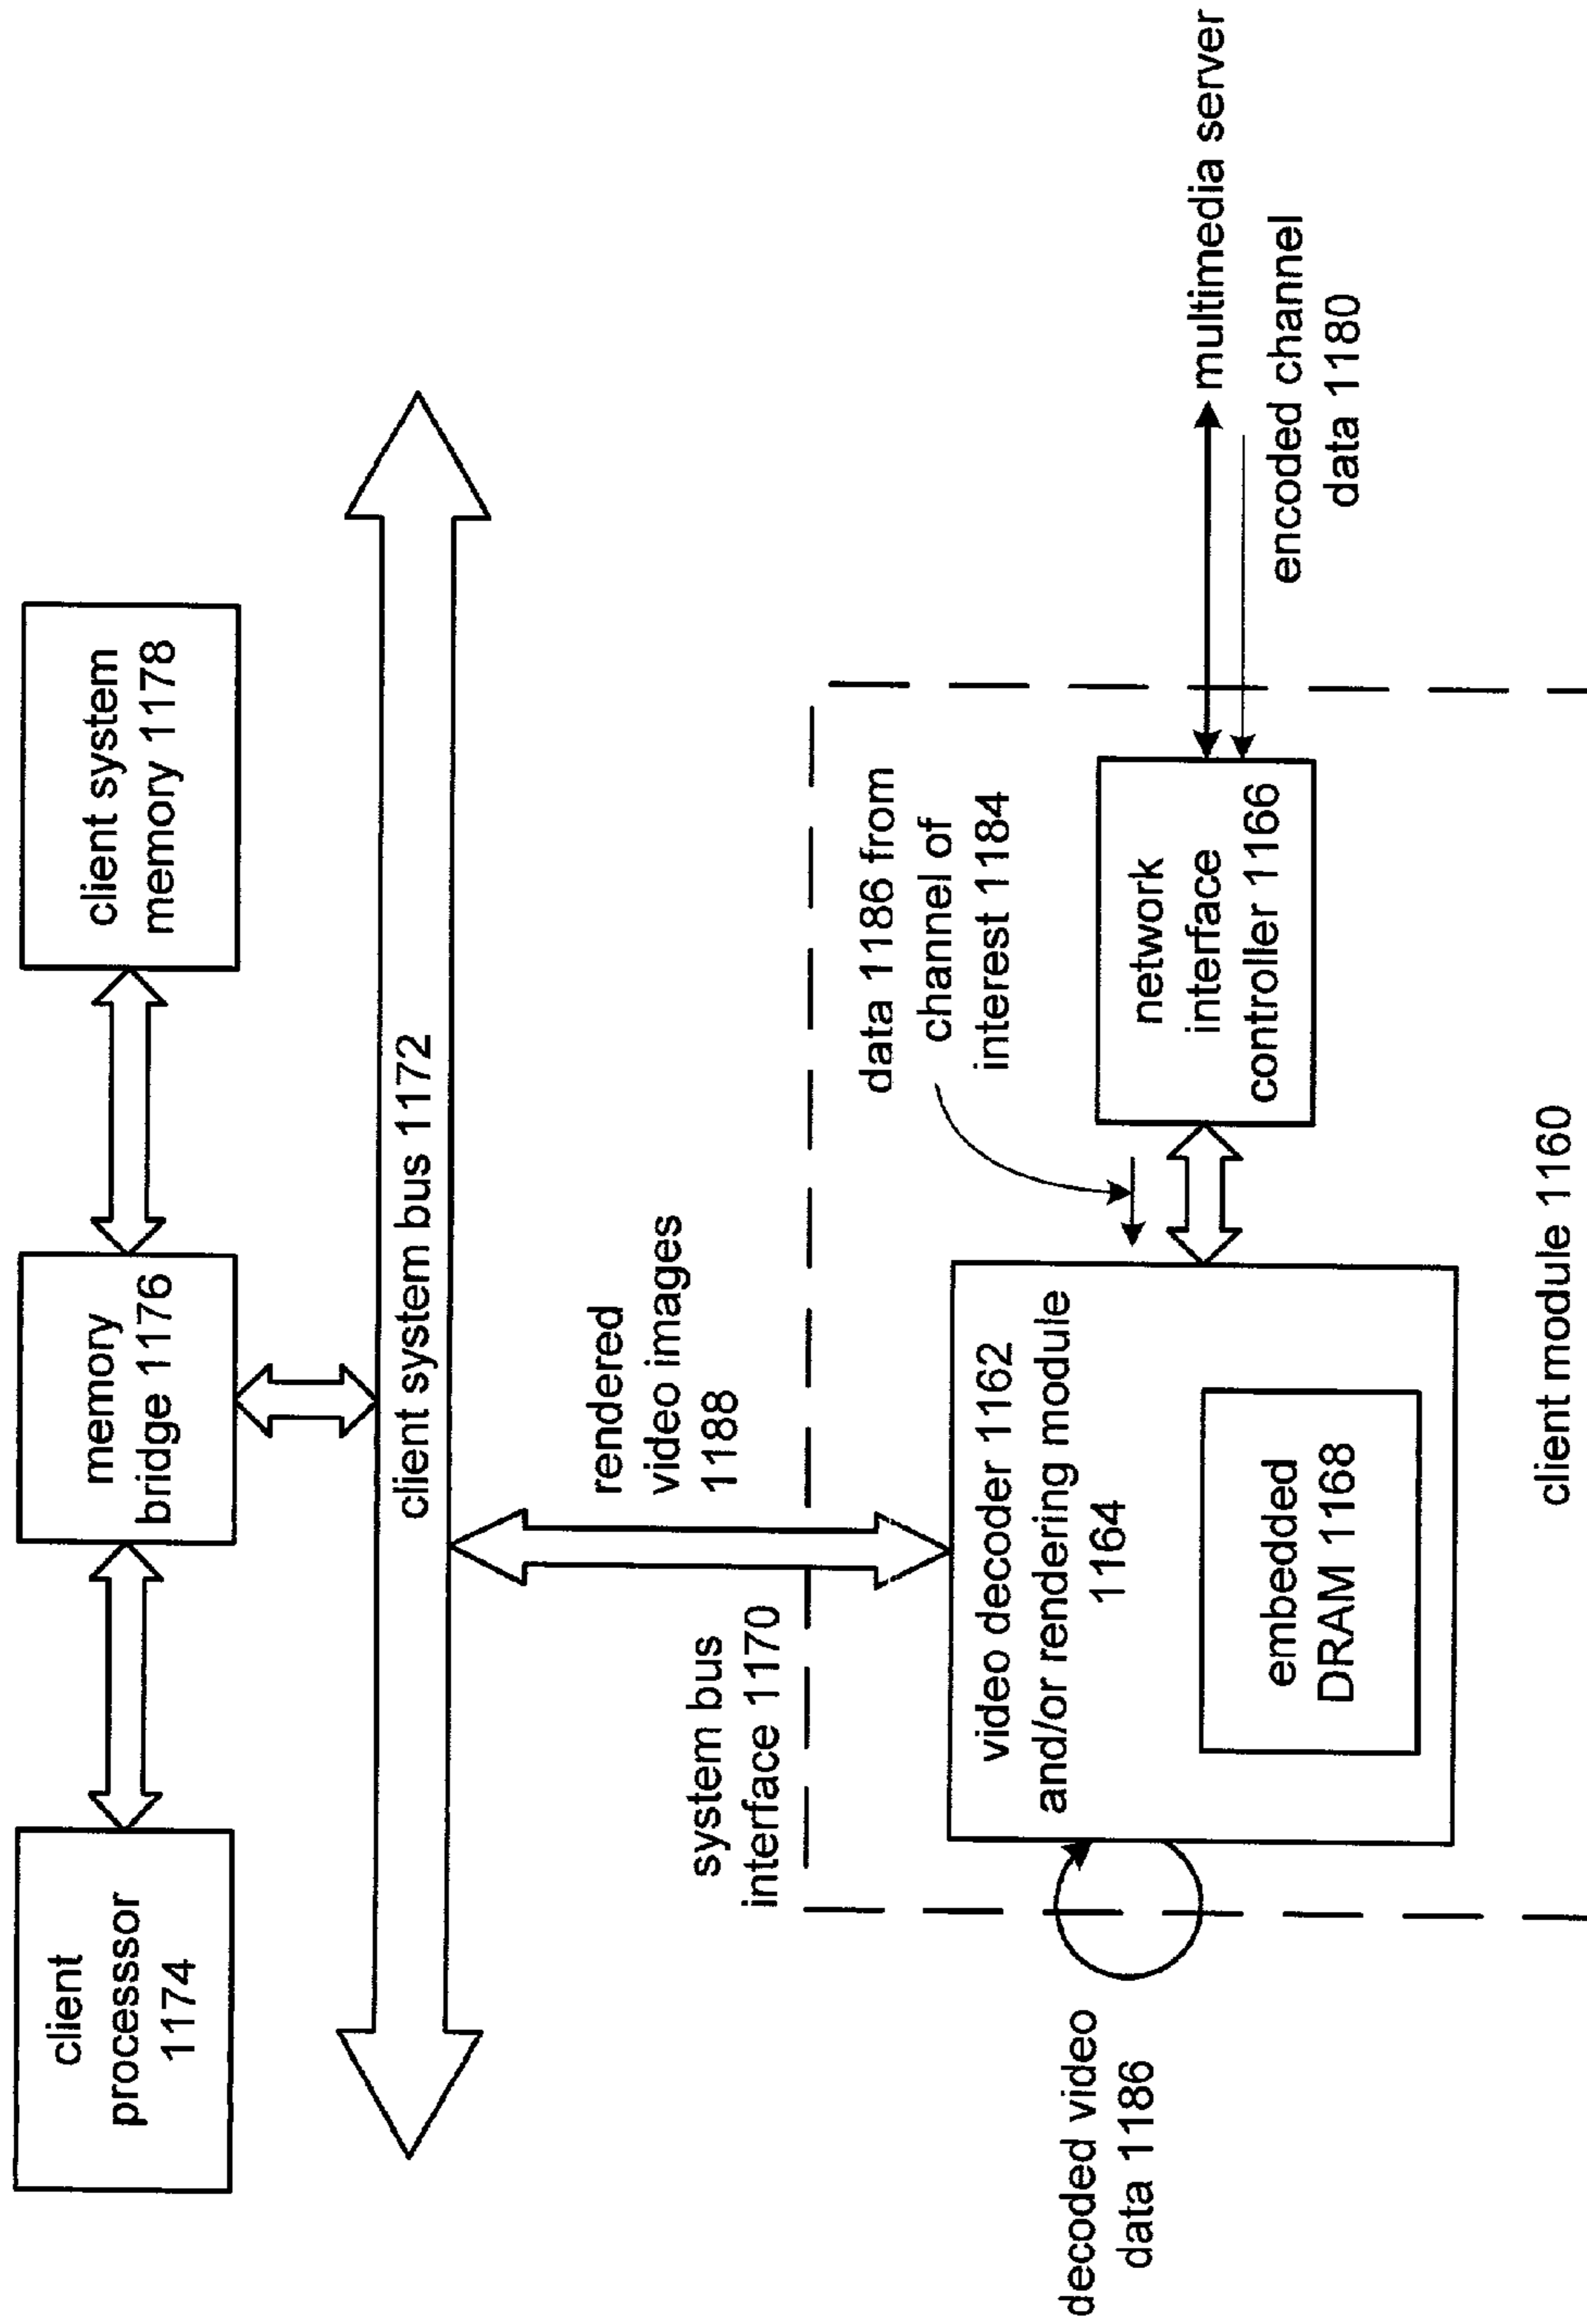 client
processor
1174
memory
bridge 1176
client system
memory 1178
client system bus 1172
system bus
interface 1170
rendered
video images
1188
decoded video
data 1186
video decoder 1162
and/or rendering module
1164
embedded
DRAM 1168
data 1186 from
channel of
interest 1184
network
interface
controller 1166
multimedia server
encoded channel
data 1180
client module 1160